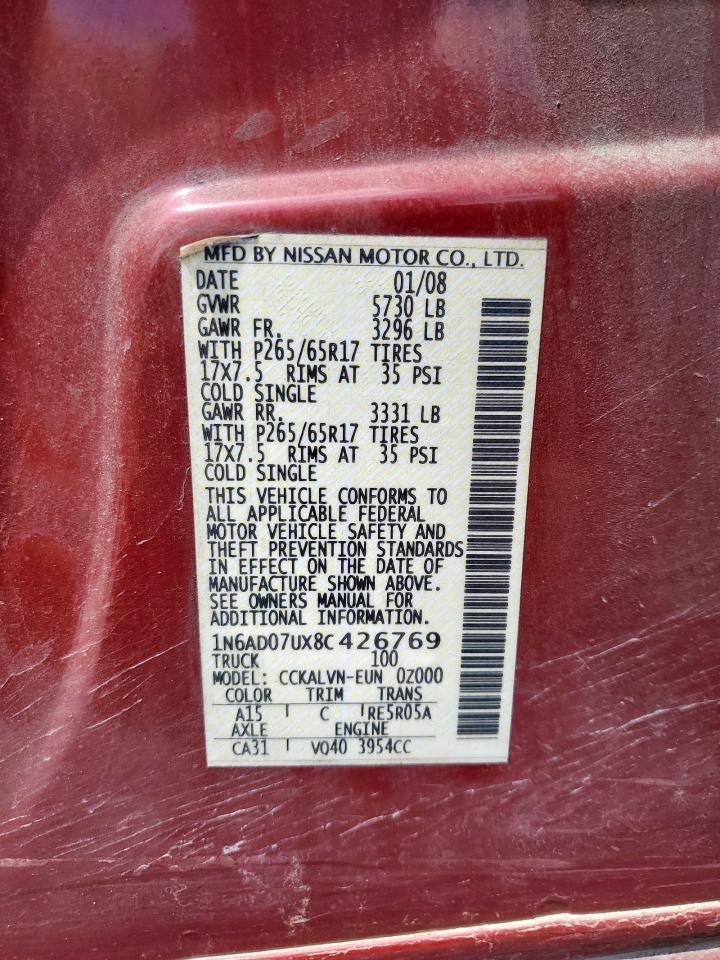 MFD BY NISSAN MOTOR CO., LTD.
DATE 01/08
GVWR 5730 LB
GAWR FR. 3296 LB
WITH P265/65R17 TIRES
17X7.5 RIMS AT 35 PSI
COLD SINGLE
GAWR RR. 3331 LB
WITH P265/65R17 TIRES
17X7.5 RIMS AT 35 PSI
COLD SINGLE
THIS VEHICLE CONFORMS TO
ALL APPLICABLE FEDERAL
MOTOR VEHICLE SAFETY AND
THEFT PREVENTION STANDARDS
IN EFFECT ON THE DATE OF
MANUFACTURE SHOWN ABOVE.
SEE OWNERS MANUAL FOR
ADDITIONAL INFORMATION.
1N6AD07UX8C426769
TRUCK 100
MODEL: CCKALVN-EUN 0Z000
COLOR TRIM TRANS
A15 C RE5R05A
AXLE ENGINE
CA31 VQ40 3954CC